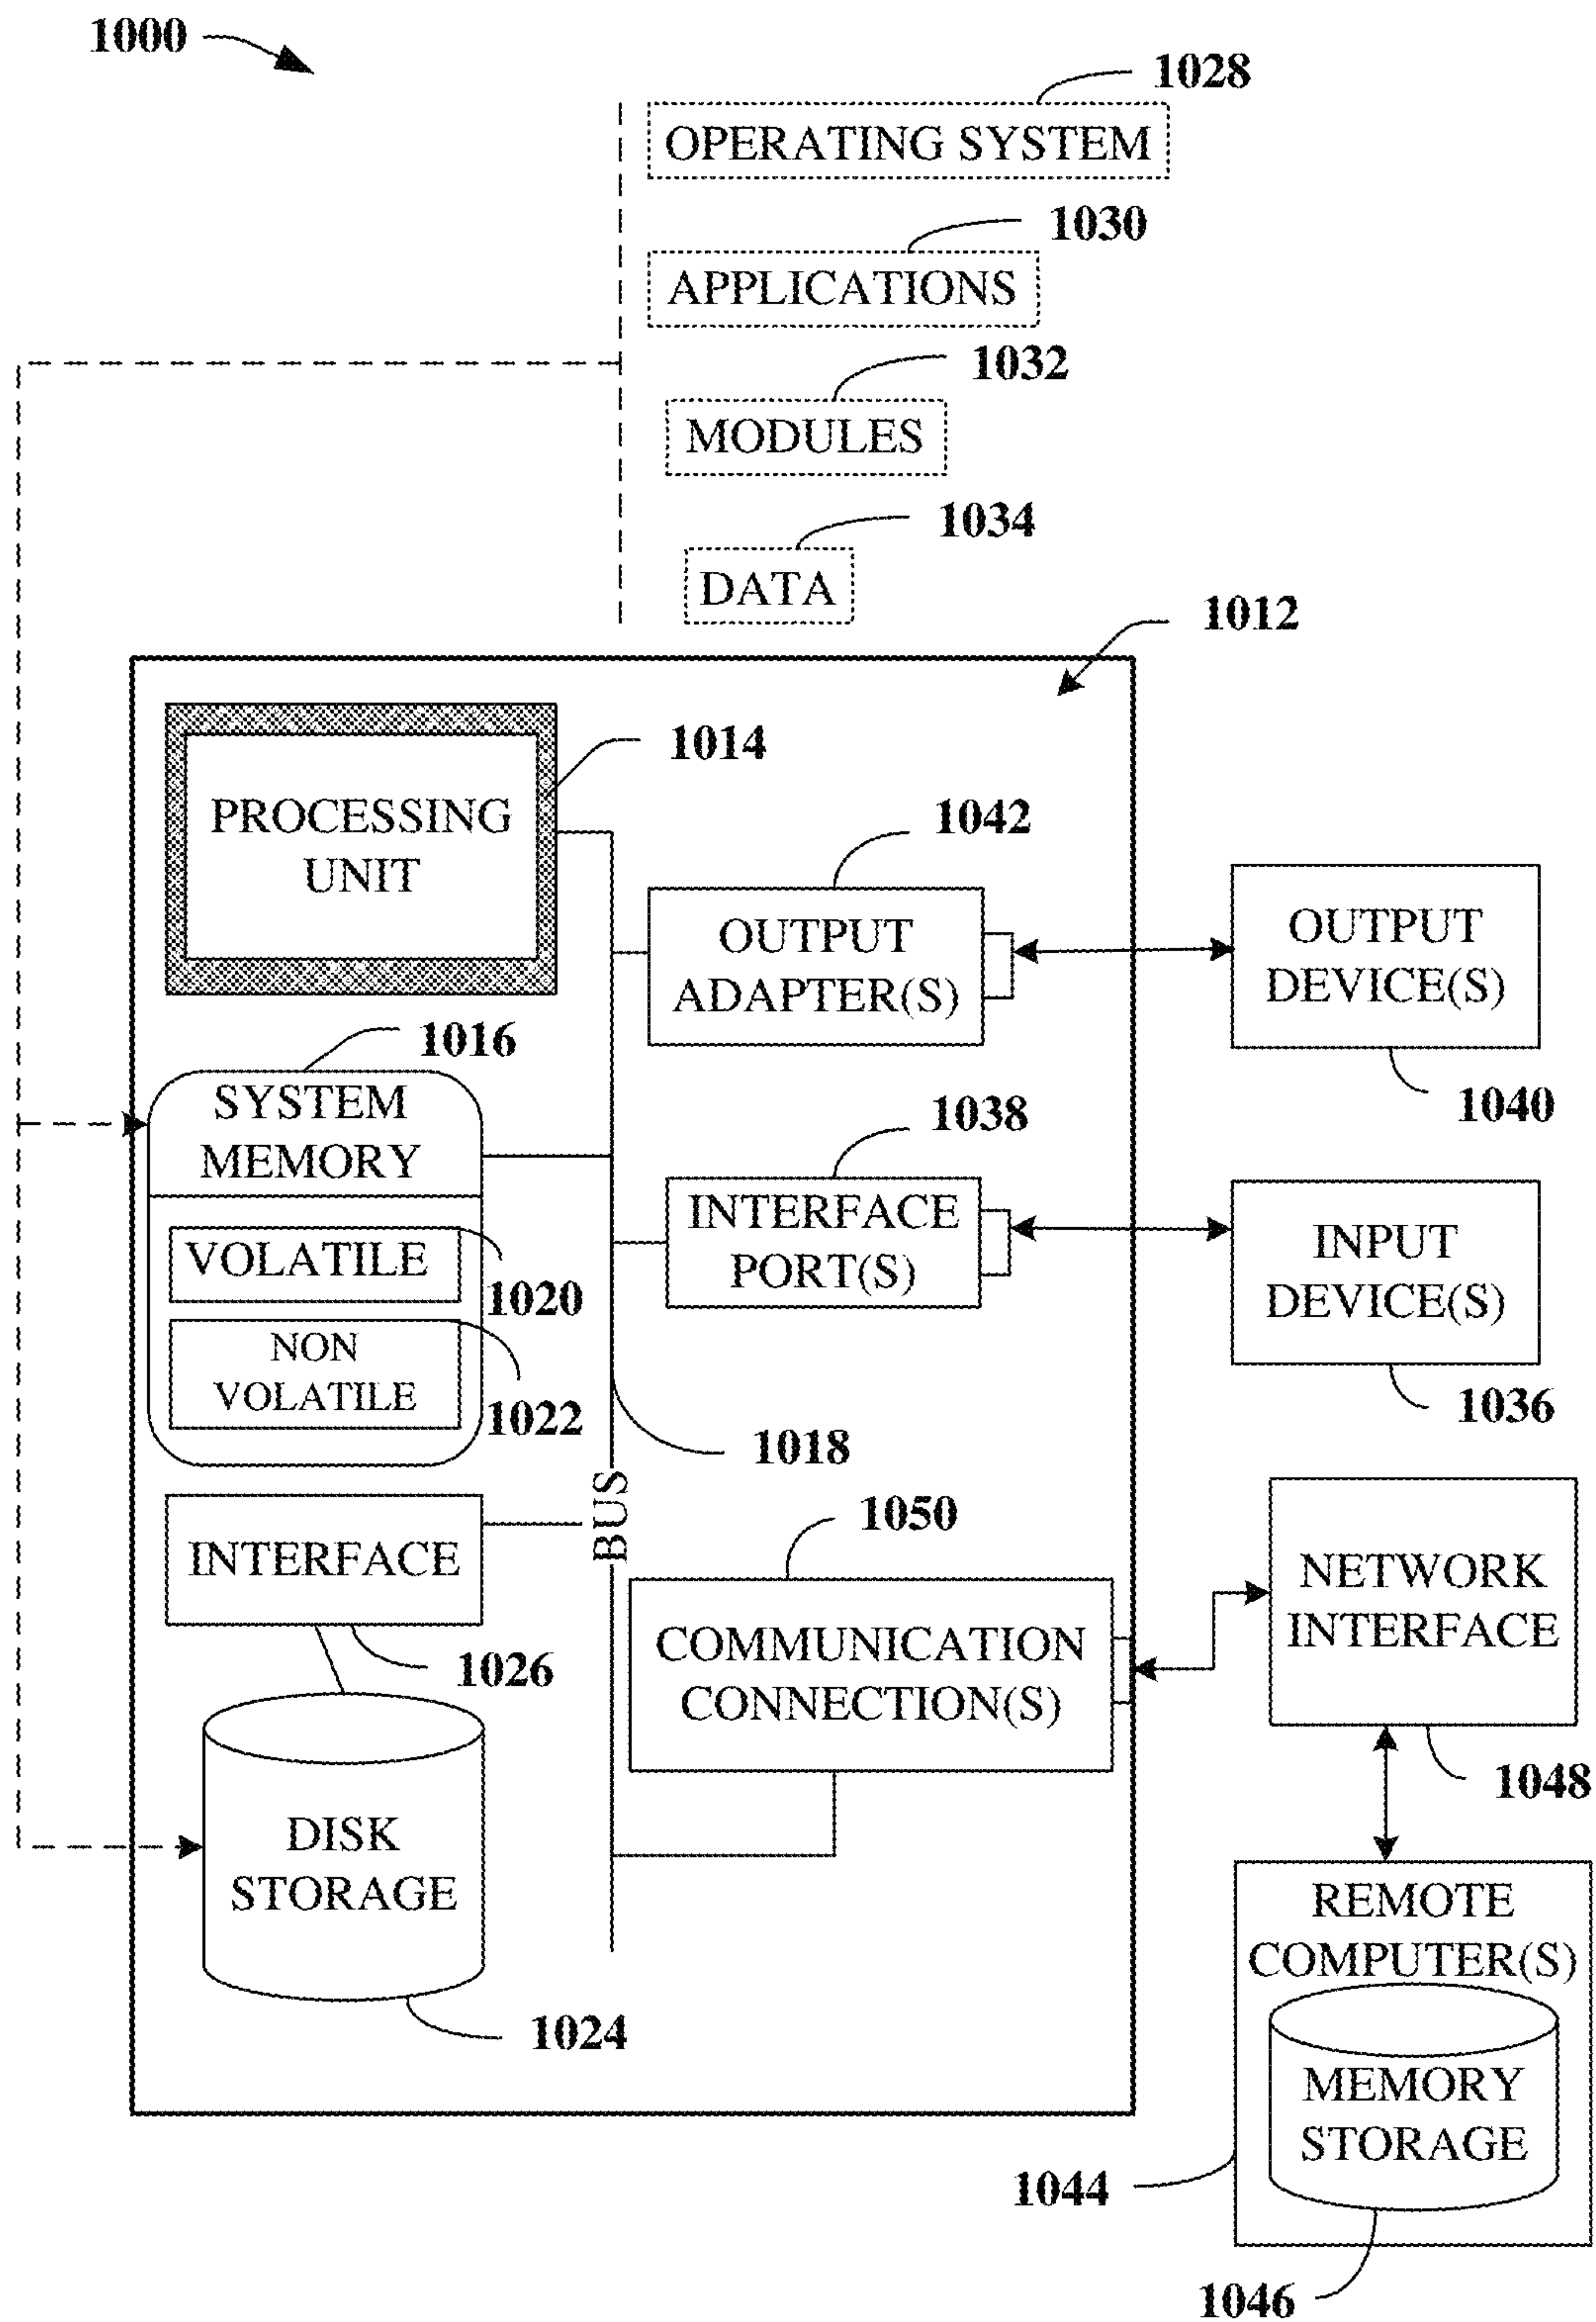 1000
1028
OPERATING SYSTEM
1030
APPLICATIONS
1032
MODULES
1034
DATA
1012
1014
PROCESSING
UNIT
1042
OUTPUT
ADAPTER(S)
OUTPUT
DEVICE(S)
1040
1016
SYSTEM
MEMORY
VOLATILE
1020
NON
VOLATILE
1022
1038
INTERFACE
PORT(S)
INPUT
DEVICE(S)
1036
1018
BUS
INTERFACE
1026
1050
COMMUNICATION
CONNECTION(S)
NETWORK
INTERFACE
1048
DISK
STORAGE
1024
REMOTE
COMPUTER(S)
MEMORY
STORAGE
1044
1046